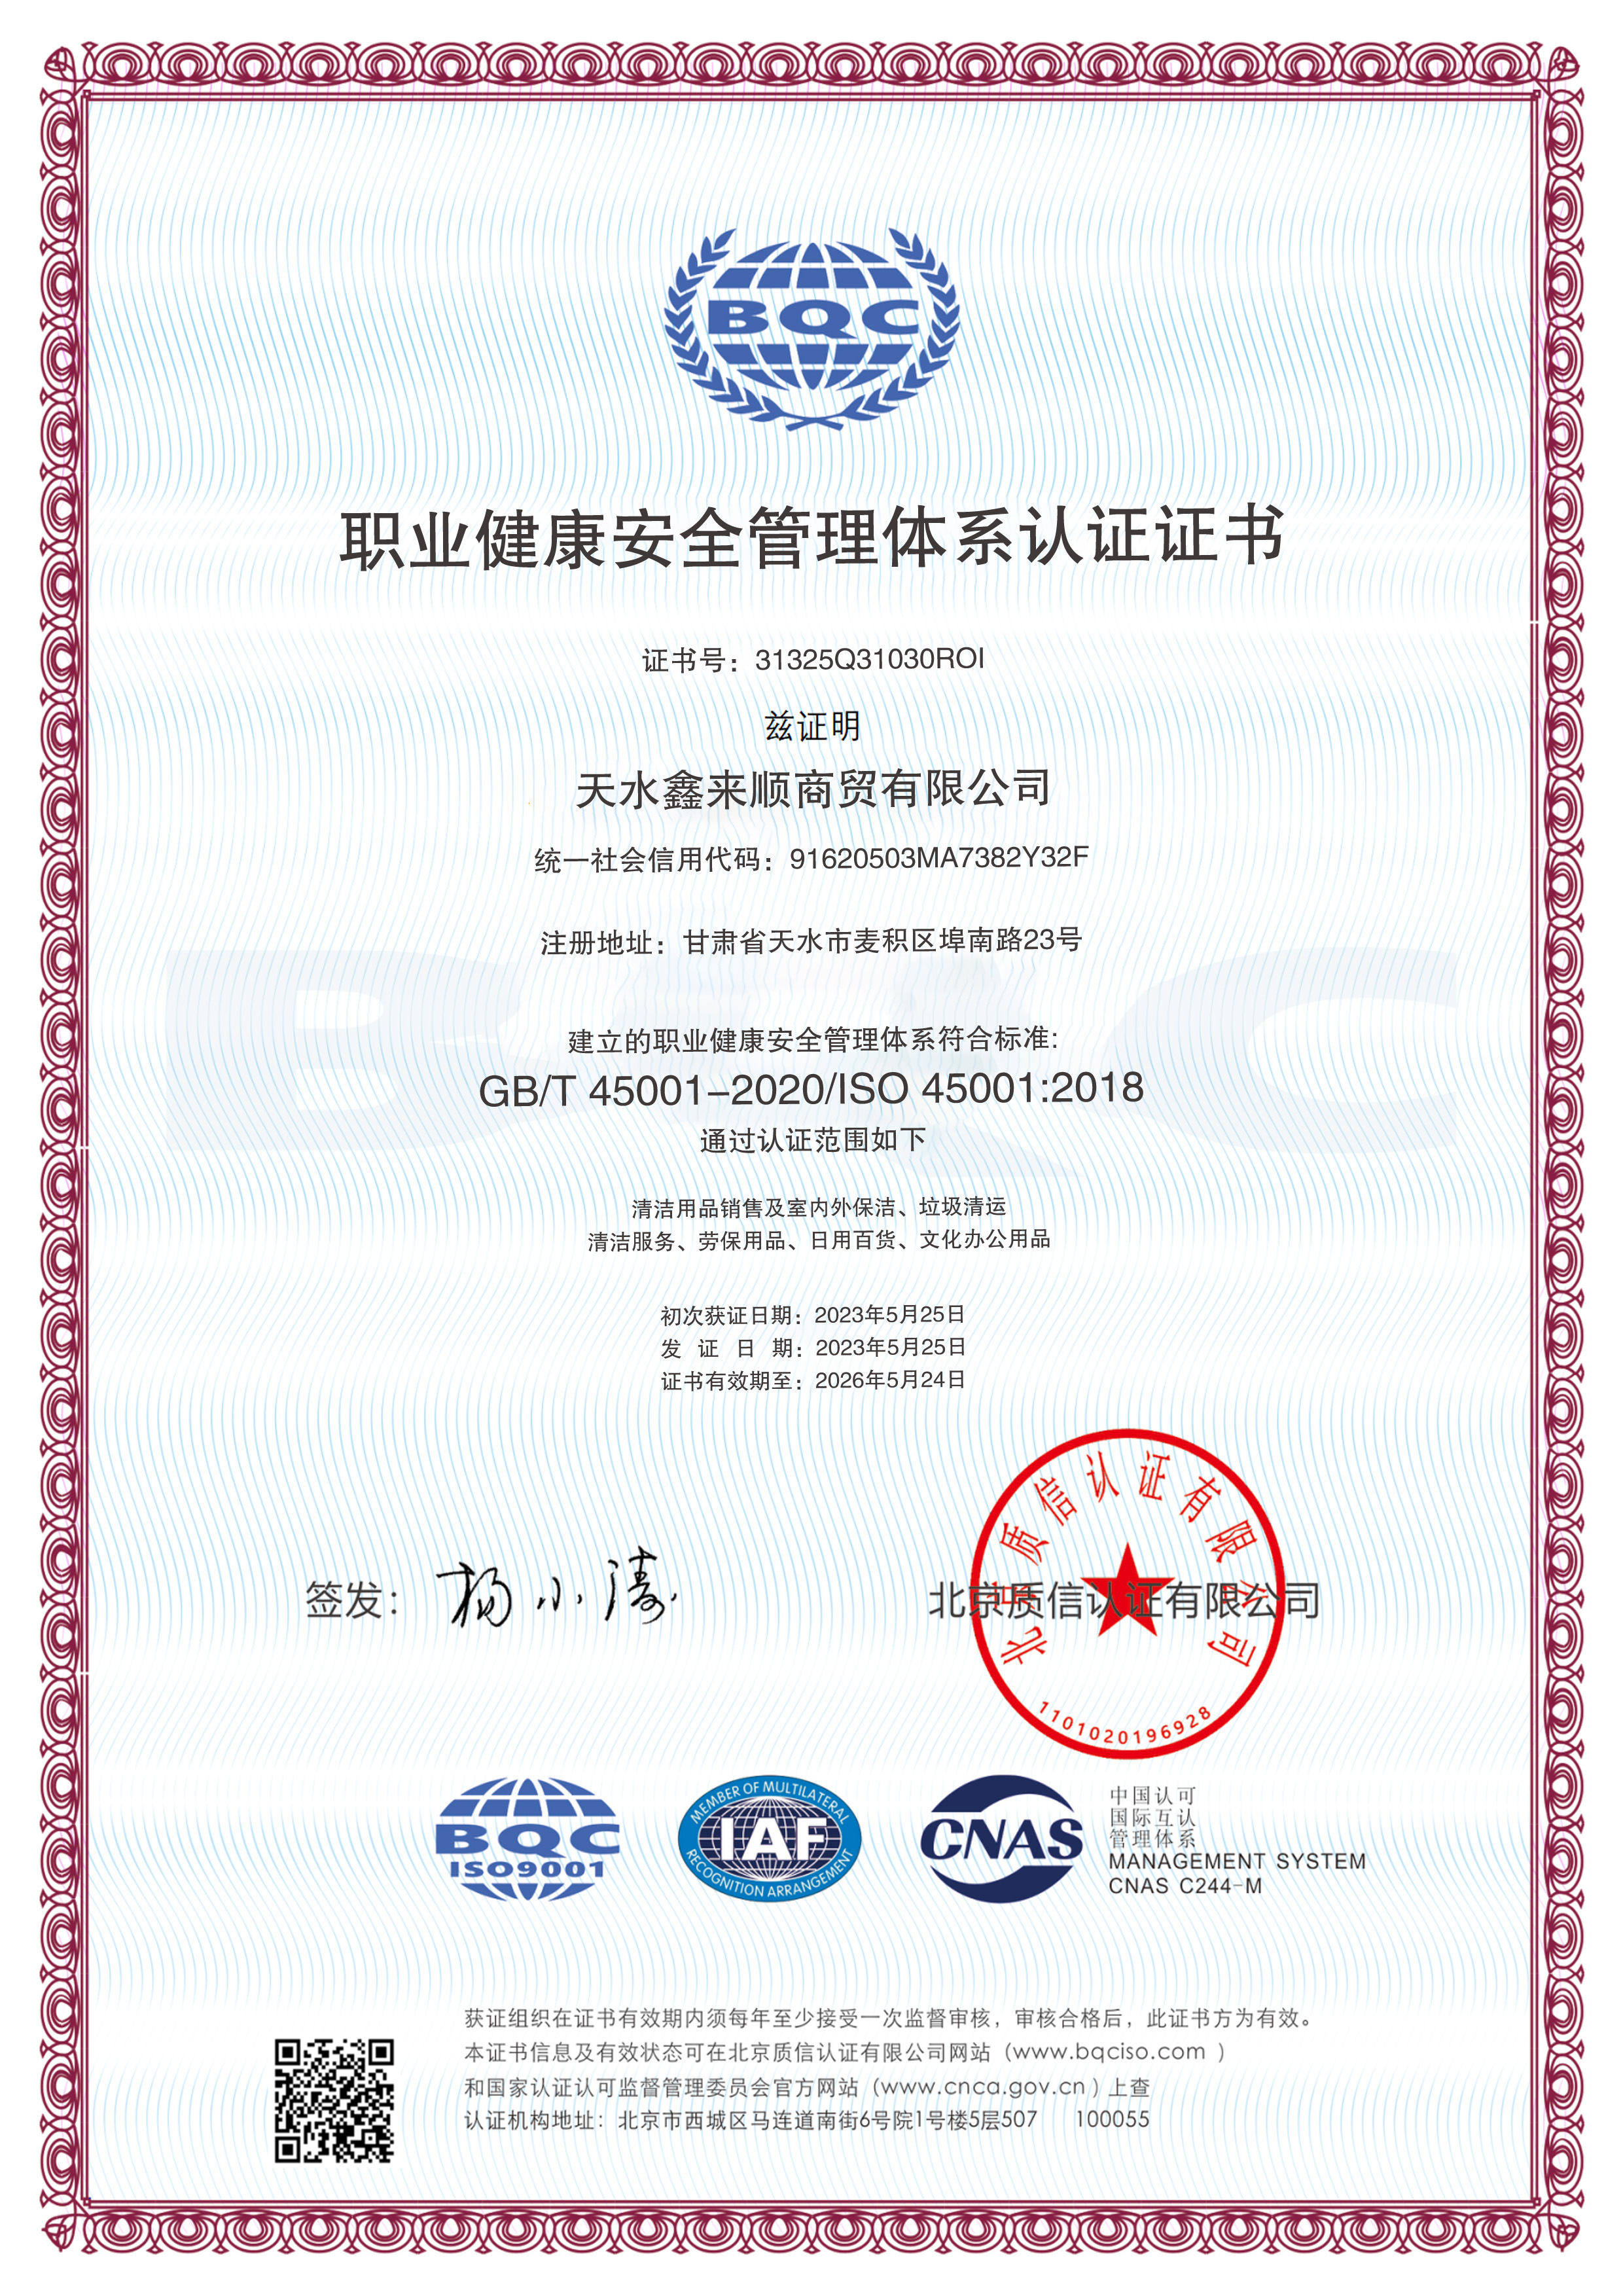 BQC
职业健康安全管理体系认证证书
证书号：31325Q31030ROI
兹证明
天水鑫来顺商贸有限公司
统一社会信用代码：91620503MA7382Y32F
注册地址：甘肃省天水市麦积区埠南路23号
建立的职业健康安全管理体系符合标准:
GB/T 45001-2020/ISO 45001:2018
通过认证范围如下
清洁用品销售及室内外保洁、垃圾清运
清洁服务、劳保用品、日用百货、文化办公用品
初次获证日期：2023年5月25日
发 证 日 期：2023年5月25日
证书有效期至：2026年5月24日
签发：杨小涛
北京质信认证有限公司
北京质信认证有限公司
1101020196928
BQC
ISO9001
MEMBER OF MULTILATERAL
IAF
RECOGNITION ARRANGEMENT
CNAS
中国认可
国际互认
管理体系
MANAGEMENT SYSTEM
CNAS C244-M
获证组织在证书有效期内须每年至少接受一次监督审核，审核合格后，此证书方为有效。
本证书信息及有效状态可在北京质信认证有限公司网站（www.bqciso.com ）
和国家认证认可监督管理委员会官方网站（www.cnca.gov.cn）上查
认证机构地址：北京市西城区马连道南街6号院1号楼5层507 100055